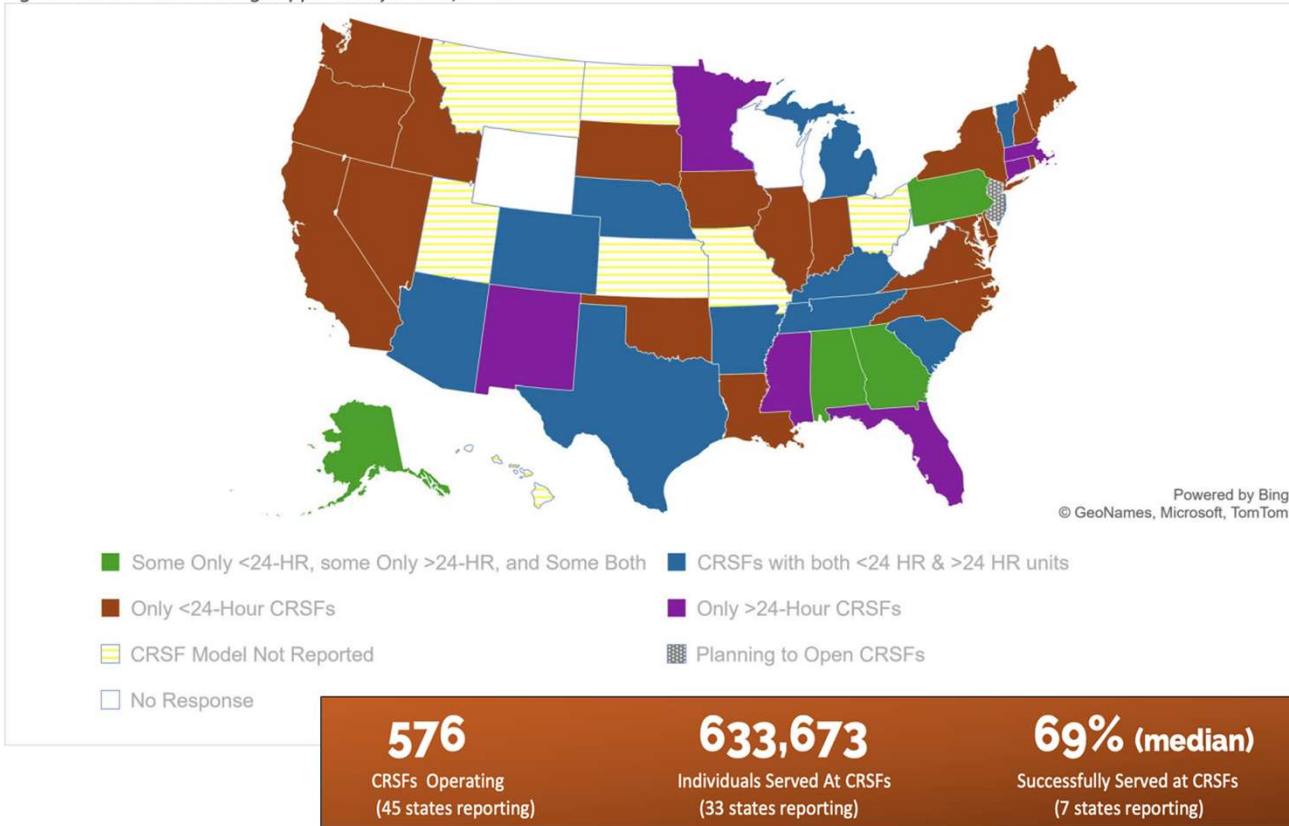 Powered by Bing
© GeoNames, Microsoft, TomTom
Some Only <24-HR, some Only >24-HR, and Some Both
CRSFs with both <24 HR & >24 HR units
Only <24-Hour CRSFs
Only >24-Hour CRSFs
CRSF Model Not Reported
Planning to Open CRSFs
No Response
576
CRSFs Operating
(45 states reporting)
633,673
Individuals Served At CRSFs
(33 states reporting)
69% (median)
Successfully Served at CRSFs
(7 states reporting)